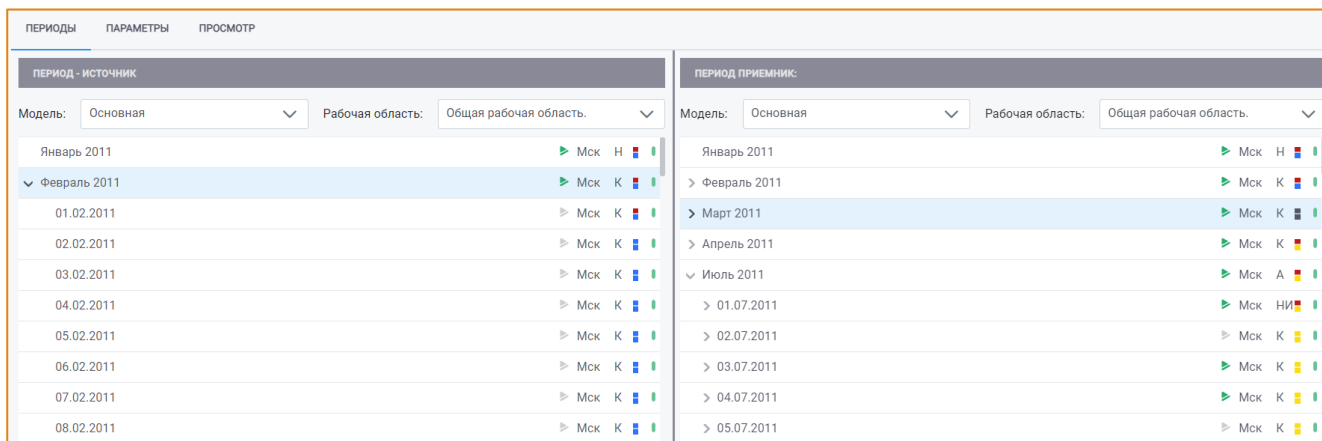 ПЕРИОДЫ ПАРАМЕТРЫ ПРОСМОТР
ПЕРИОД - ИСТОЧНИК
Модель: Основная Рабочая область: Общая рабочая область.
Январь 2011 Мск Н
Февраль 2011 Мск К
01.02.2011 Мск К
02.02.2011 Мск К
03.02.2011 Мск К
04.02.2011 Мск К
05.02.2011 Мск К
06.02.2011 Мск К
07.02.2011 Мск К
08.02.2011 Мск К
ПЕРИОД ПРИЕМНИК:
Модель: Основная Рабочая область: Общая рабочая область.
Январь 2011 Мск Н
Февраль 2011 Мск К
Март 2011 Мск К
Апрель 2011 Мск К
Июль 2011 Мск А
01.07.2011 Мск НИ
02.07.2011 Мск К
03.07.2011 Мск К
04.07.2011 Мск К
05.07.2011 Мск К